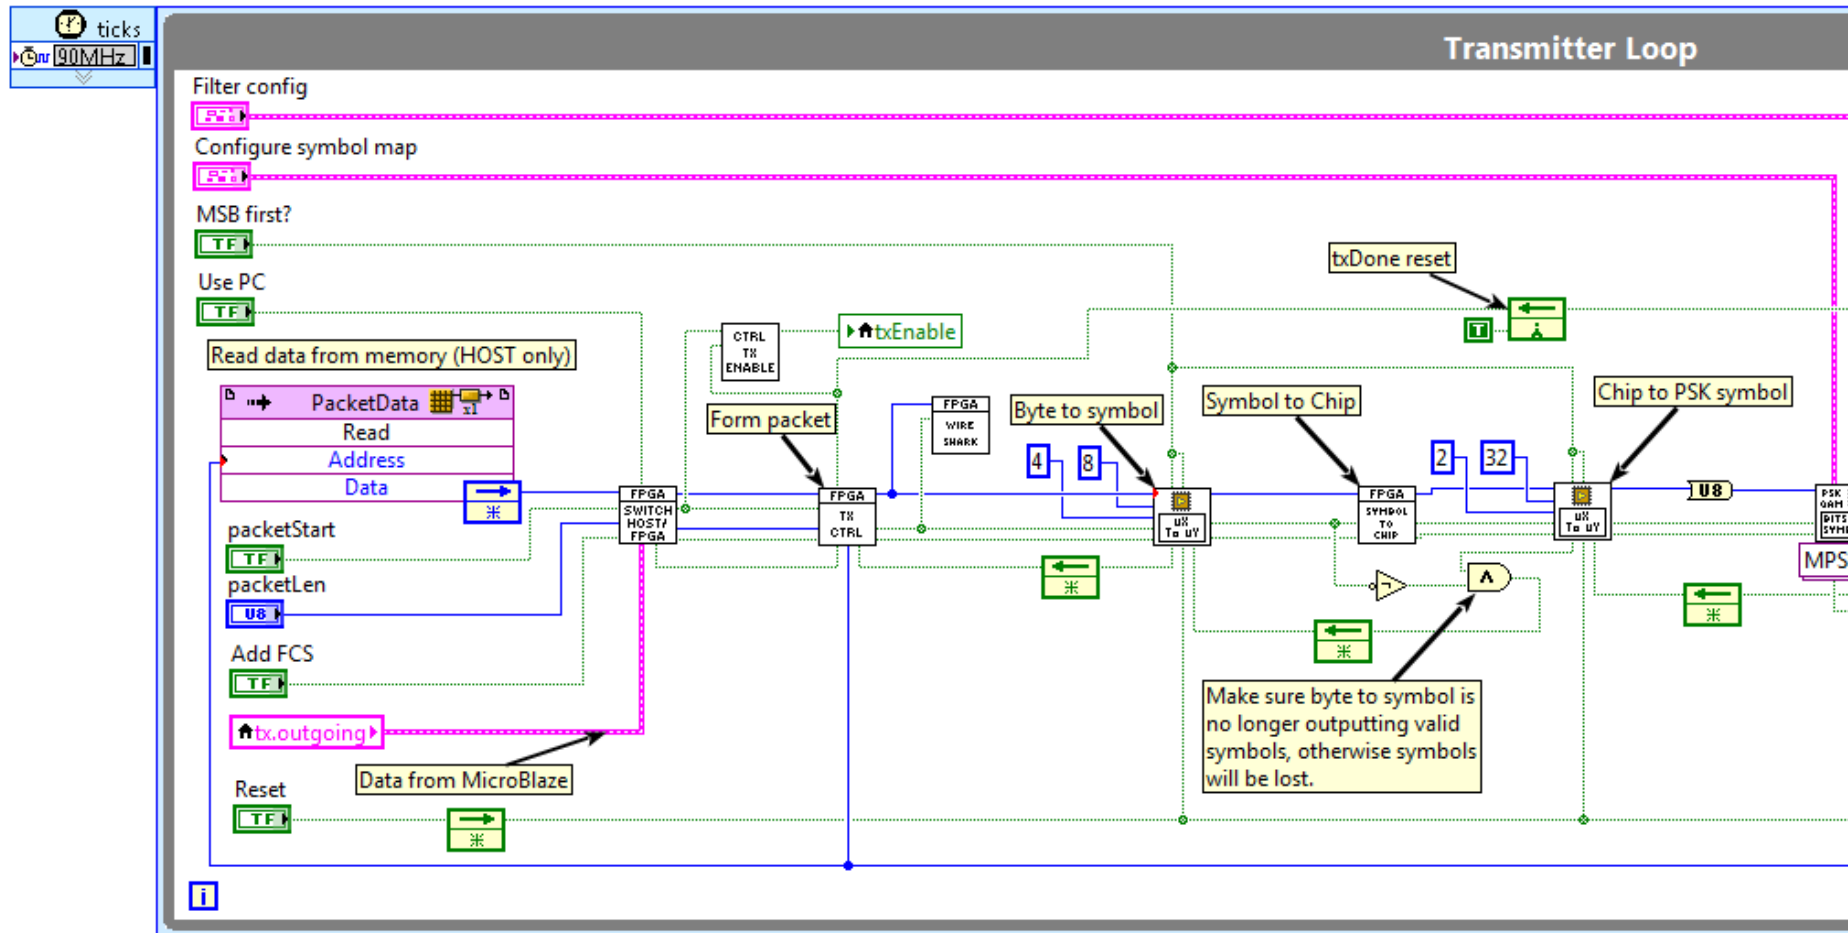 ticks
90MHz
Transmitter Loop
Filter config
Configure symbol map
MSB first?
TF
Use PC
TF
txDone reset
T
CTRL
TX
ENABLE
txEnable
Read data from memory (HOST only)
PacketData
x1
Read
Address
Data
Form packet
FPGA
WIRE
SHARK
Byte to symbol
Symbol to Chip
Chip to PSK symbol
4
8
2
32
U8
FPGA
SWITCH
HOST/
FPGA
FPGA
TX
CTRL
uX
To uY
FPGA
SYMBOL
TO
CHIP
uX
To uY
PSK
QAM
BITS
SYM
MPS
packetStart
TF
packetLen
U8
Add FCS
TF
tx.outgoing
Data from MicroBlaze
Make sure byte to symbol is
no longer outputting valid
symbols, otherwise symbols
will be lost.
Reset
TF
i